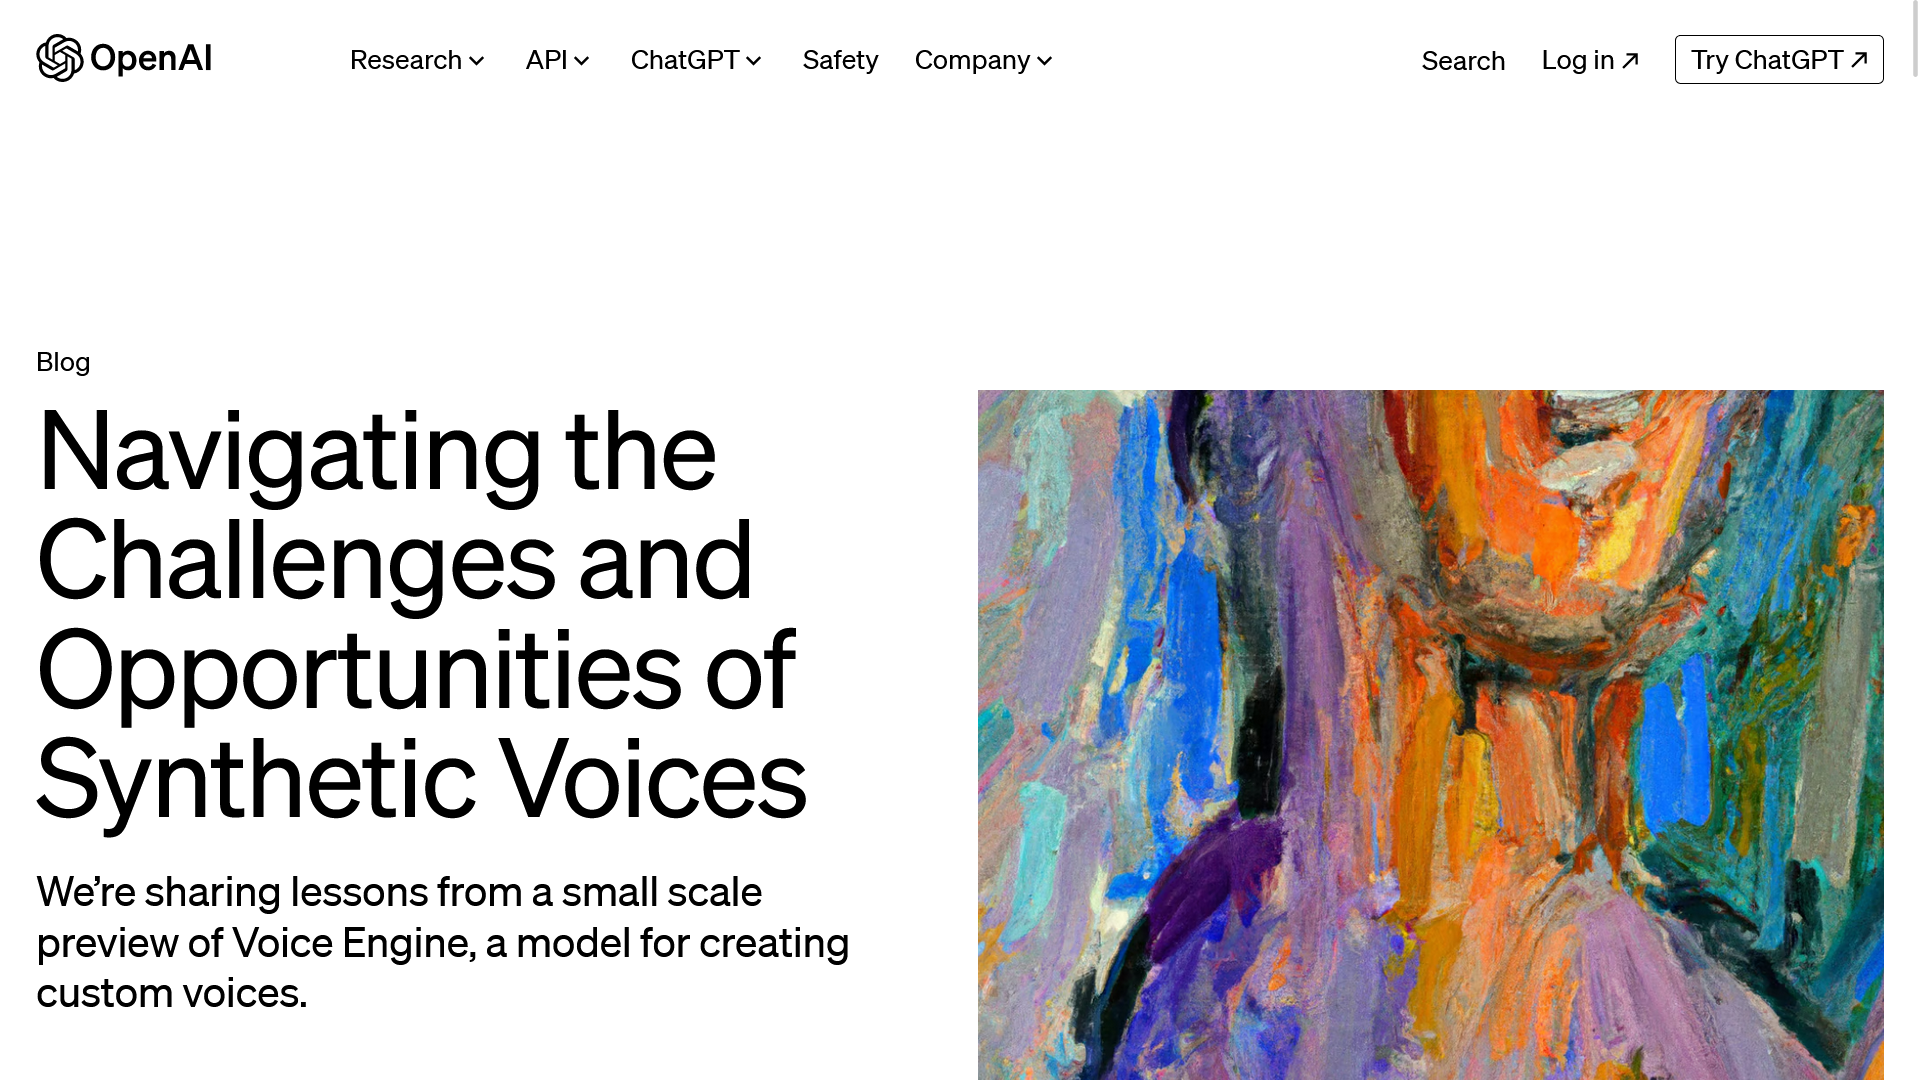 OpenAI
Research
API
ChatGPT
Safety
Company
Search
Log in
Try ChatGPT
Blog
Navigating the
Challenges and
Opportunities of
Synthetic Voices
We’re sharing lessons from a small scale
preview of Voice Engine, a model for creating
custom voices.